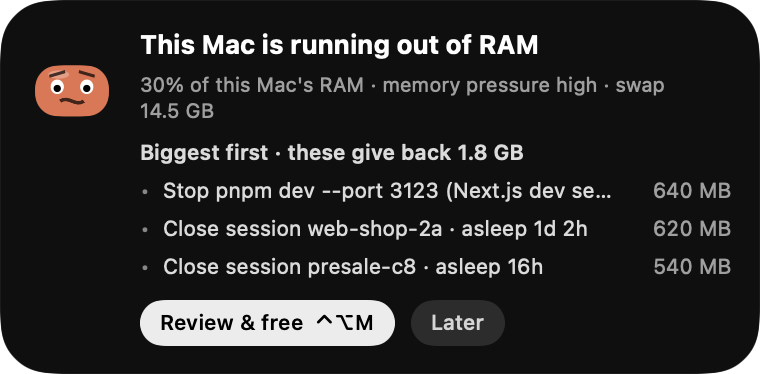 This Mac is running out of RAM
30% of this Mac's RAM · memory pressure high · swap
14.5 GB
Biggest first · these give back 1.8 GB
• Stop pnpm dev --port 3123 (Next.js dev se... 640 MB
• Close session web-shop-2a · asleep 1d 2h 620 MB
• Close session presale-c8 · asleep 16h 540 MB
Review & free ⌃⌥M Later